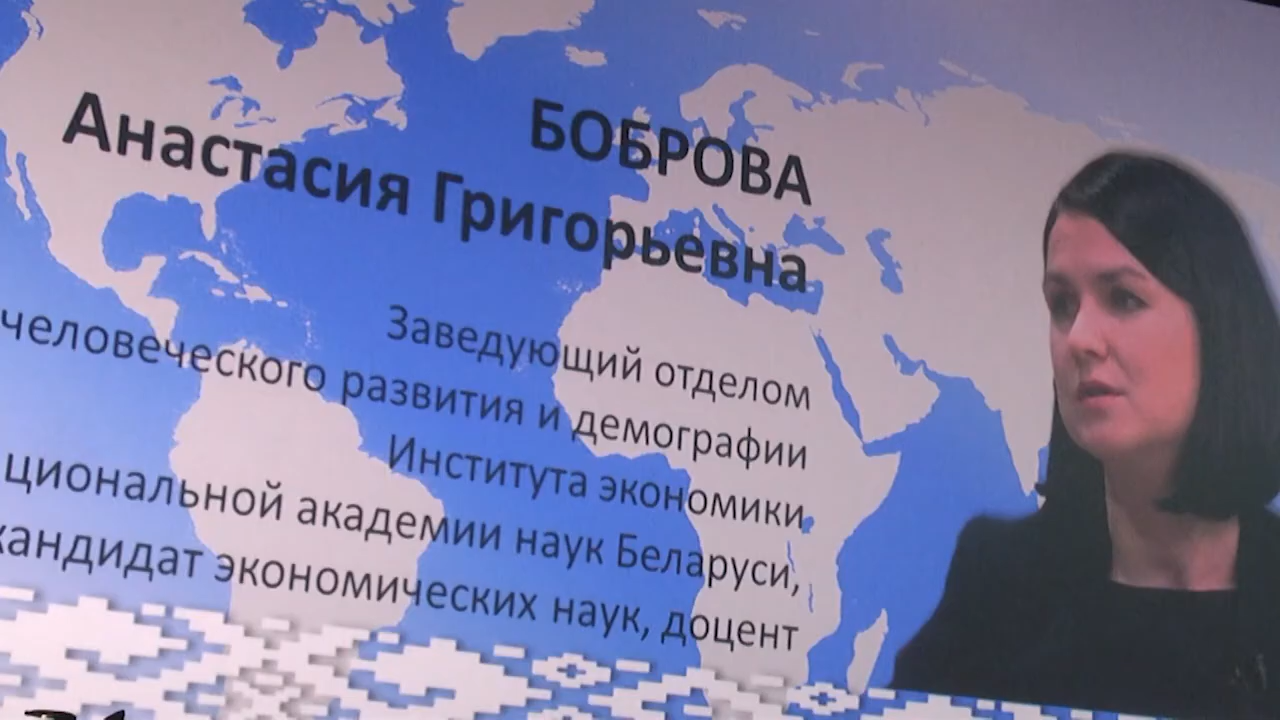 БОБРОВА
Анастасия Григорьевна
Заведующий отделом
человеческого развития и демографии
Института экономики
циональной академии наук Беларуси,
кандидат экономических наук, доцент